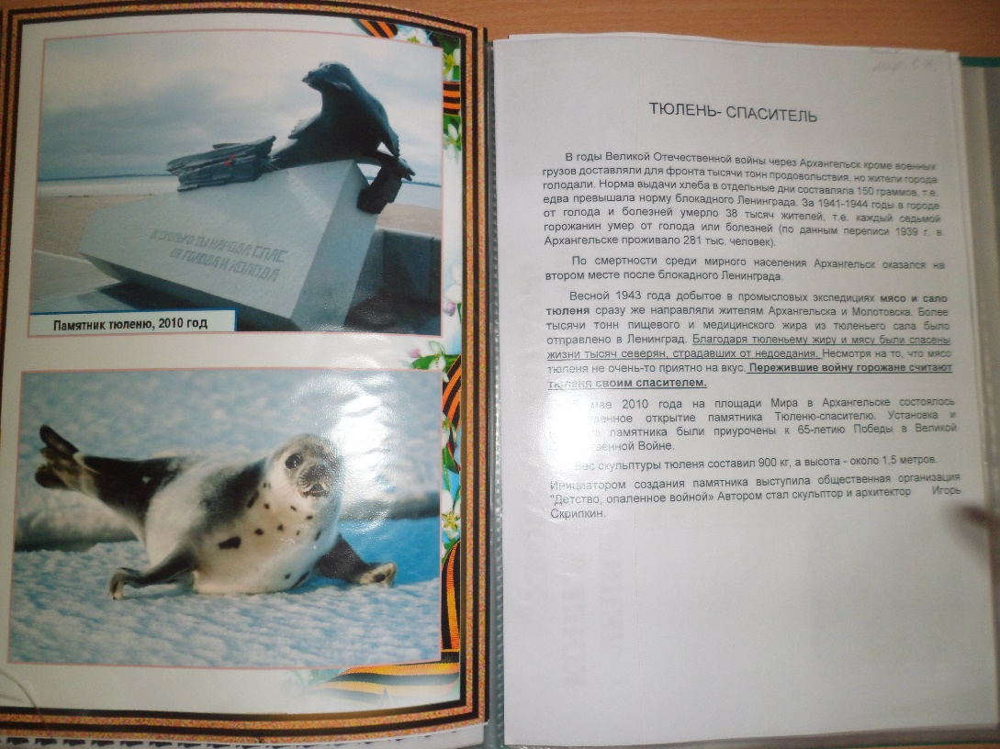 И СКОЛЬКО ТЫ НАРОДА СПАС
ОТ ГОЛОДА И ХОЛОДА
Памятник тюленю, 2010 год
ТЮЛЕНЬ- СПАСИТЕЛЬ
В годы Великой Отечественной войны через Архангельск кроме военных
грузов доставляли для фронта тысячи тонн продовольствия, но жители города
голодали. Норма выдачи хлеба в отдельные дни составляла 150 граммов, т.е.
едва превышала норму блокадного Ленинграда. За 1941-1944 годы в городе
от голода и болезней умерло 38 тысяч жителей, т.е. каждый седьмой
горожанин умер от голода или болезней (по данным переписи 1939 г. в
Архангельске проживало 281 тыс. человек).
По смертности среди мирного населения Архангельск оказался на
втором месте после блокадного Ленинграда.
Весной 1943 года добытое в промысловых экспедициях мясо и сало
тюленя сразу же направляли жителям Архангельска и Молотовска. Более
тысячи тонн пищевого и медицинского жира из тюленьего сала было
отправлено в Ленинград. Благодаря тюленьему жиру и мясу были спасены
жизни тысяч северян, страдавших от недоедания. Несмотря на то, что мясо
тюленя не очень-то приятно на вкус. Пережившие войну горожане считают
тюленя своим спасителем.
мае 2010 года на площади Мира в Архангельске состоялось
открытие памятника Тюленю-спасителю. Установка и
памятника были приурочены к 65-летию Победы в Великой
Войне.
Вес скульптуры тюленя составил 900 кг, а высота - около 1,5 метров.
Инициатором создания памятника выступила общественная организация
"Детство, опаленное войной» Автором стал скульптор и архитектор Игорь
Скрипкин.